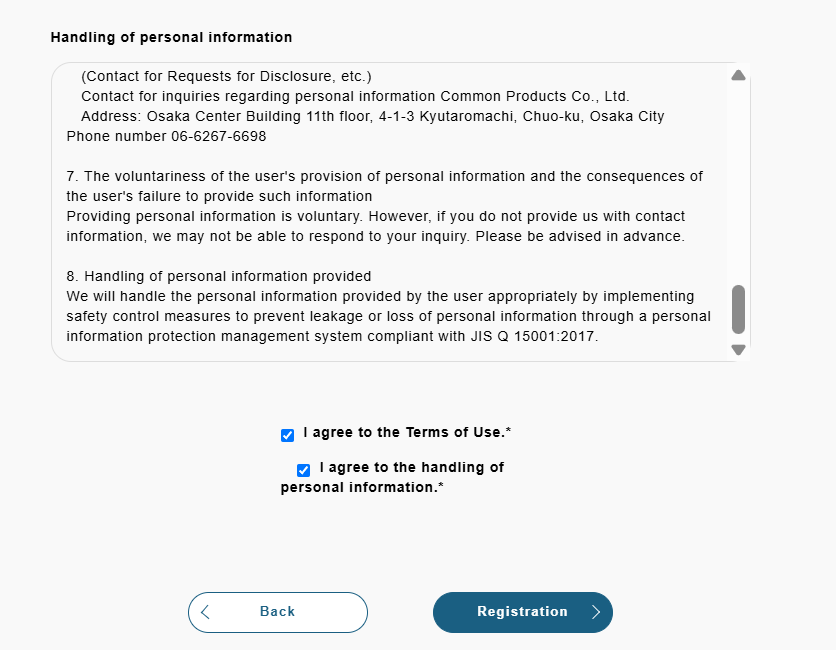 Handling of personal information
(Contact for Requests for Disclosure, etc.)
Contact for inquiries regarding personal information Common Products Co., Ltd.
Address: Osaka Center Building 11th floor, 4-1-3 Kyutaromachi, Chuo-ku, Osaka City
Phone number 06-6267-6698
7. The voluntariness of the user's provision of personal information and the consequences of
the user's failure to provide such information
Providing personal information is voluntary. However, if you do not provide us with contact
information, we may not be able to respond to your inquiry. Please be advised in advance.
8. Handling of personal information provided
We will handle the personal information provided by the user appropriately by implementing
safety control measures to prevent leakage or loss of personal information through a personal
information protection management system compliant with JIS Q 15001:2017.
I agree to the Terms of Use.*
I agree to the handling of
personal information.*
Back
Registration